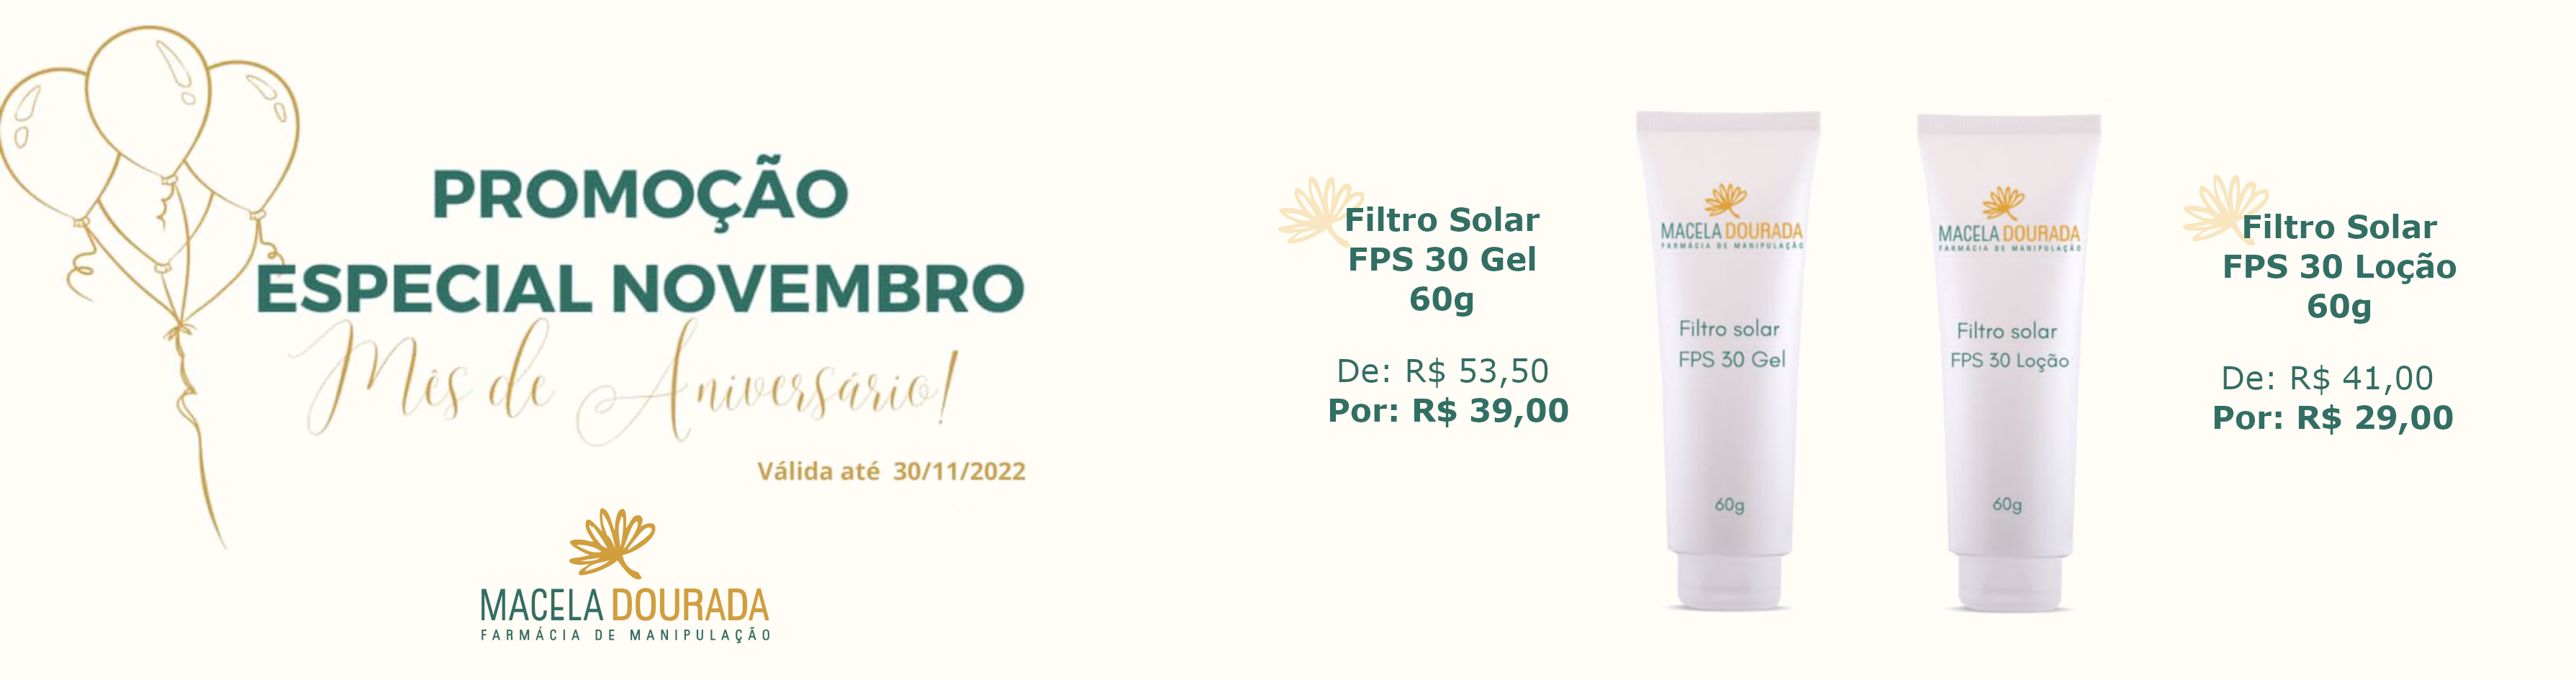 PROMOÇÃO
ESPECIAL NOVEMBRO
Mês de Aniversário!
Válida até 30/11/2022
MACELA DOURADA
FARMÁCIA DE MANIPULAÇÃO
Filtro Solar
FPS 30 Gel
60g
De: R$ 53,50
Por: R$ 39,00
MACELA DOURADA
FARMÁCIA DE MANIPULAÇÃO
Filtro solar
FPS 30 Gel
60g
MACELA DOURADA
FARMÁCIA DE MANIPULAÇÃO
Filtro solar
FPS 30 Loção
60g
Filtro Solar
FPS 30 Loção
60g
De: R$ 41,00
Por: R$ 29,00